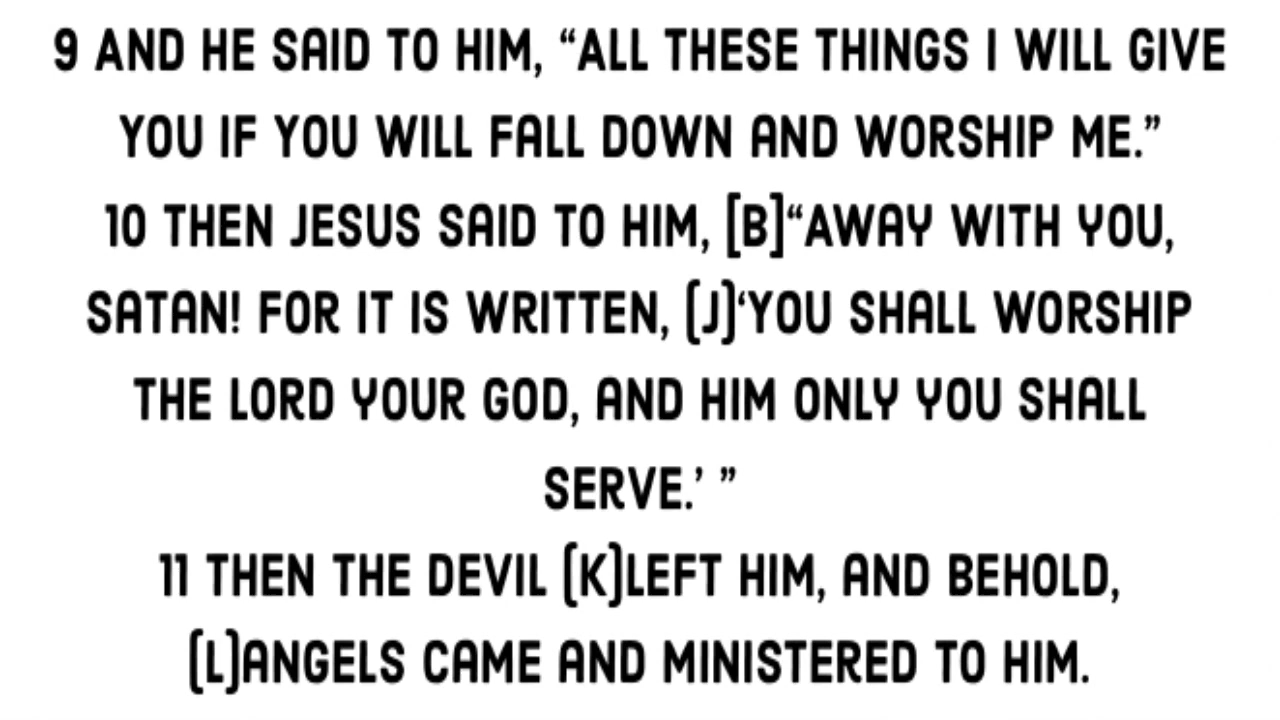 9 AND HE SAID TO HIM, “ALL THESE THINGS I WILL GIVE
YOU IF YOU WILL FALL DOWN AND WORSHIP ME.”
10 THEN JESUS SAID TO HIM, [B]“AWAY WITH YOU,
SATAN! FOR IT IS WRITTEN, (J)‘YOU SHALL WORSHIP
THE LORD YOUR GOD, AND HIM ONLY YOU SHALL
SERVE.’ ”
11 THEN THE DEVIL (K)LEFT HIM, AND BEHOLD,
(L)ANGELS CAME AND MINISTERED TO HIM.